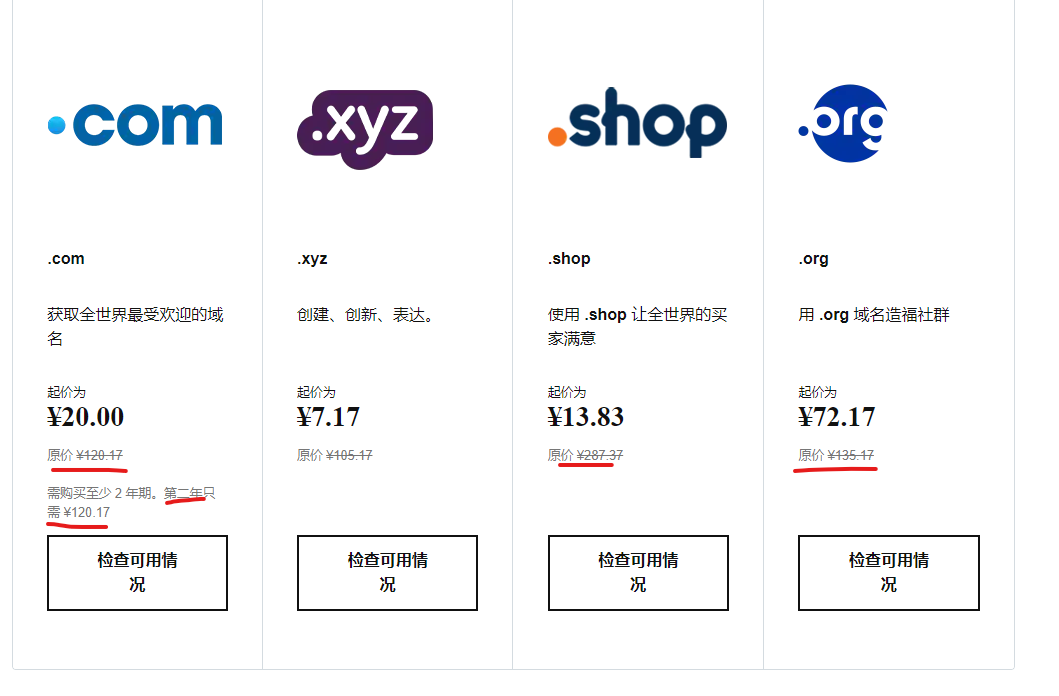 .com
.xyz
.shop
.org
.com
获取全世界最受欢迎的域
名
起价为
¥20.00
原价 ¥120.17
需购买至少 2 年期。第二年只
需 ¥120.17
检查可用情
况
.xyz
创建、创新、表达。
起价为
¥7.17
原价 ¥105.17
检查可用情
况
.shop
使用 .shop 让全世界的买
家满意
起价为
¥13.83
原价 ¥287.37
检查可用情
况
.org
用 .org 域名造福社群
起价为
¥72.17
原价 ¥135.17
检查可用情
况